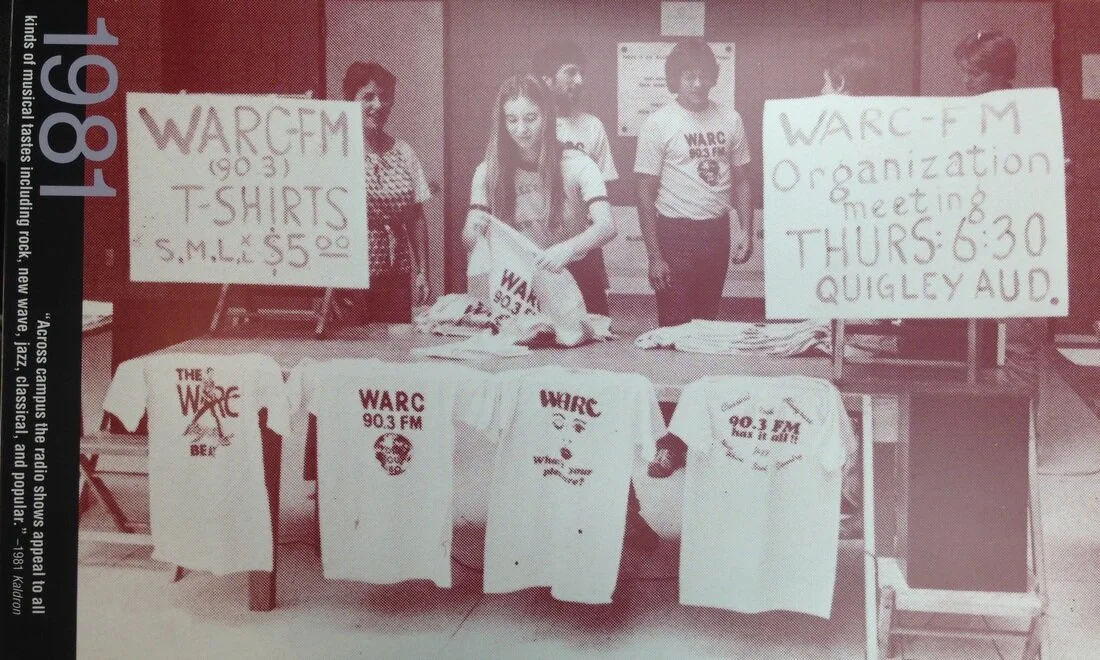 1981
“Across campus the radio shows appeal to all
kinds of musical tastes including rock, new wave, jazz, classical, and popular.” –1981 Kaldron
WARC-FM
(90.3)
T-SHIRTS
S.M.L, $5 00
WARC
90.3 FM
WARC-FM
Organization
meeting
THURS: 6:30
QUIGLEY AUD.
WARC
90.3 F
THE
WARC
BEAT
WARC
90.3 FM
WARC
What's your
pleasure?
90.3 FM
has it all!!
Jazz